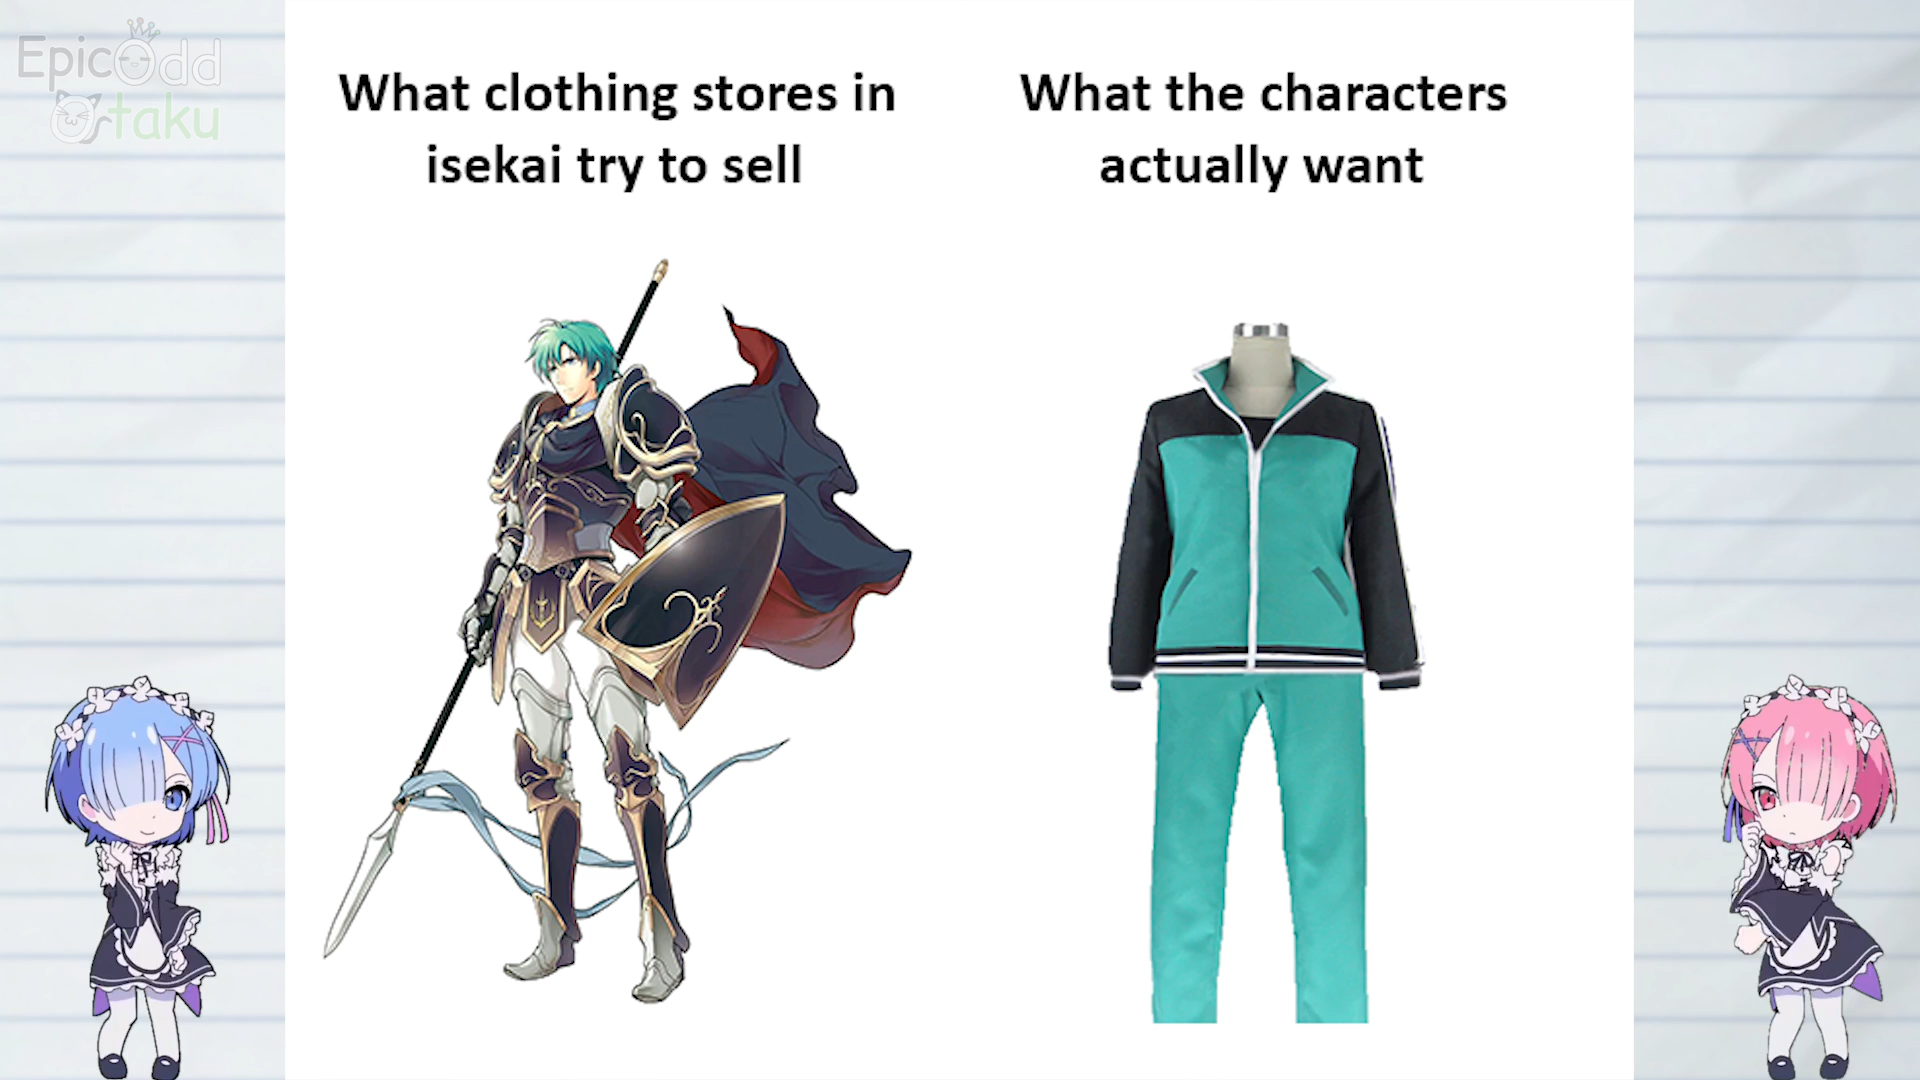 EpicOdd
Otaku
What clothing stores in
isekai try to sell
What the characters
actually want